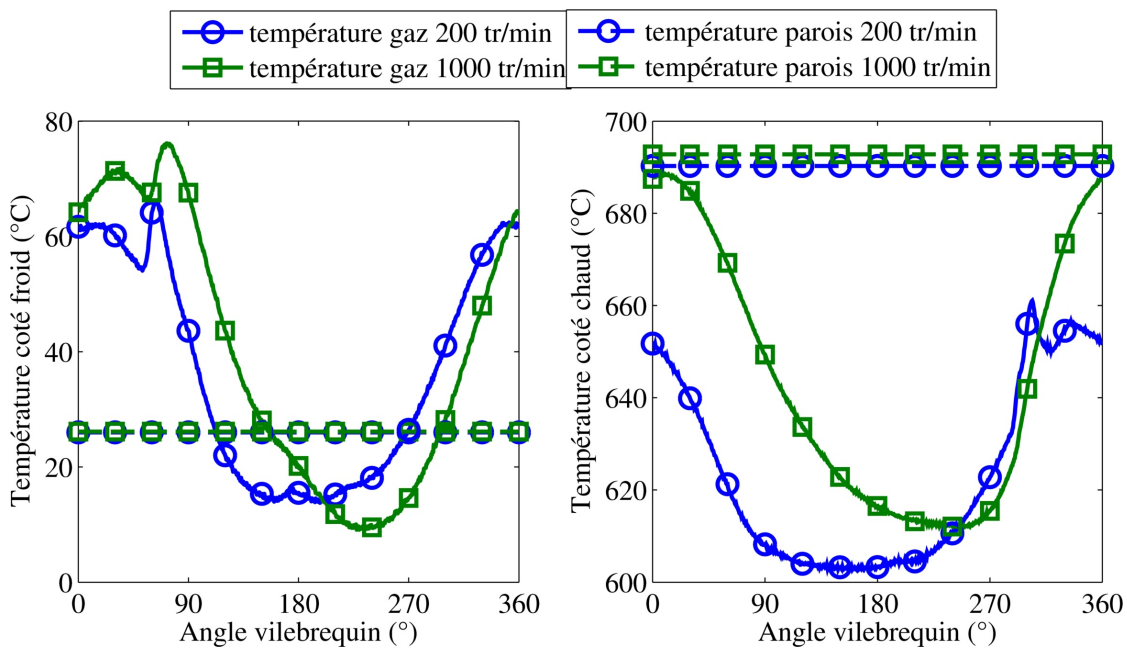 température gaz 200 tr/min
température gaz 1000 tr/min
température parois 200 tr/min
température parois 1000 tr/min
Température coté froid (°C)
80
60
40
20
0
0 90 180 270 360
Angle vilebrequin (°)
Température coté chaud (°C)
700
680
660
640
620
600
0 90 180 270 360
Angle vilebrequin (°)